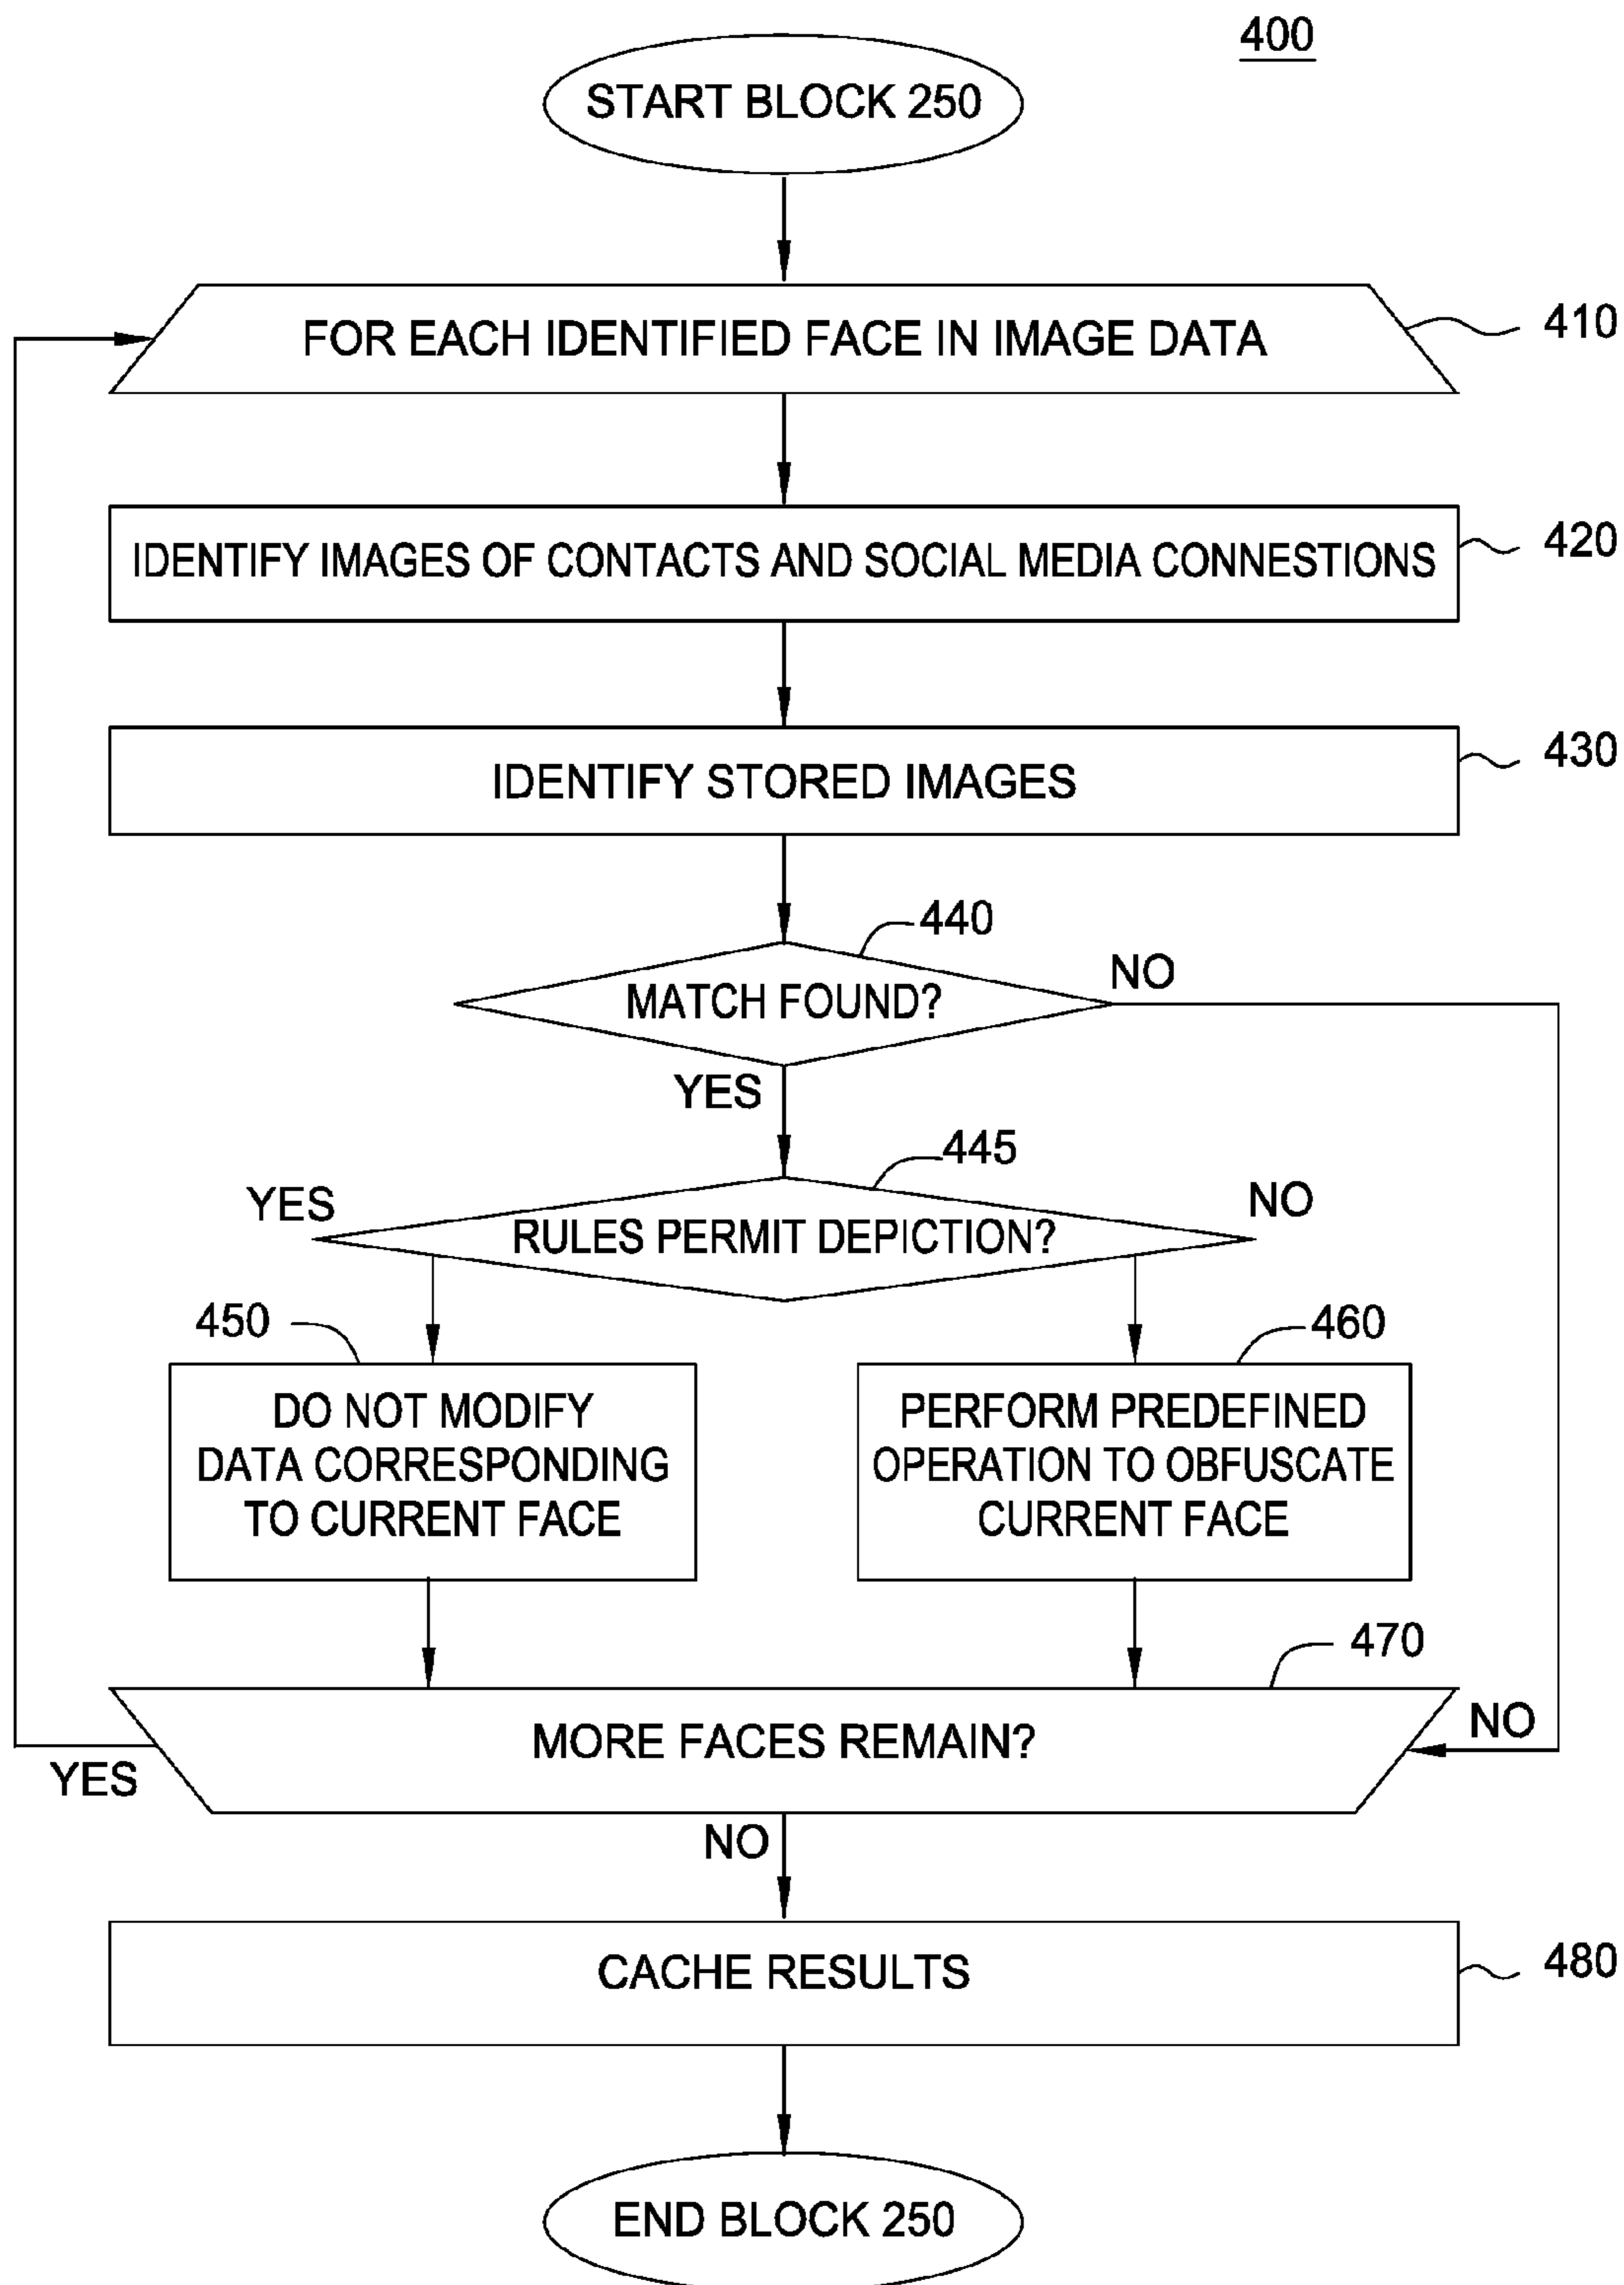 400
START BLOCK 250
FOR EACH IDENTIFIED FACE IN IMAGE DATA
410
IDENTIFY IMAGES OF CONTACTS AND SOCIAL MEDIA CONNESTIONS
420
IDENTIFY STORED IMAGES
430
440
MATCH FOUND?
NO
YES
445
YES
RULES PERMIT DEPICTION?
NO
450
DO NOT MODIFY
DATA CORRESPONDING
TO CURRENT FACE
460
PERFORM PREDEFINED
OPERATION TO OBFUSCATE
CURRENT FACE
470
MORE FACES REMAIN?
NO
YES
NO
CACHE RESULTS
480
END BLOCK 250